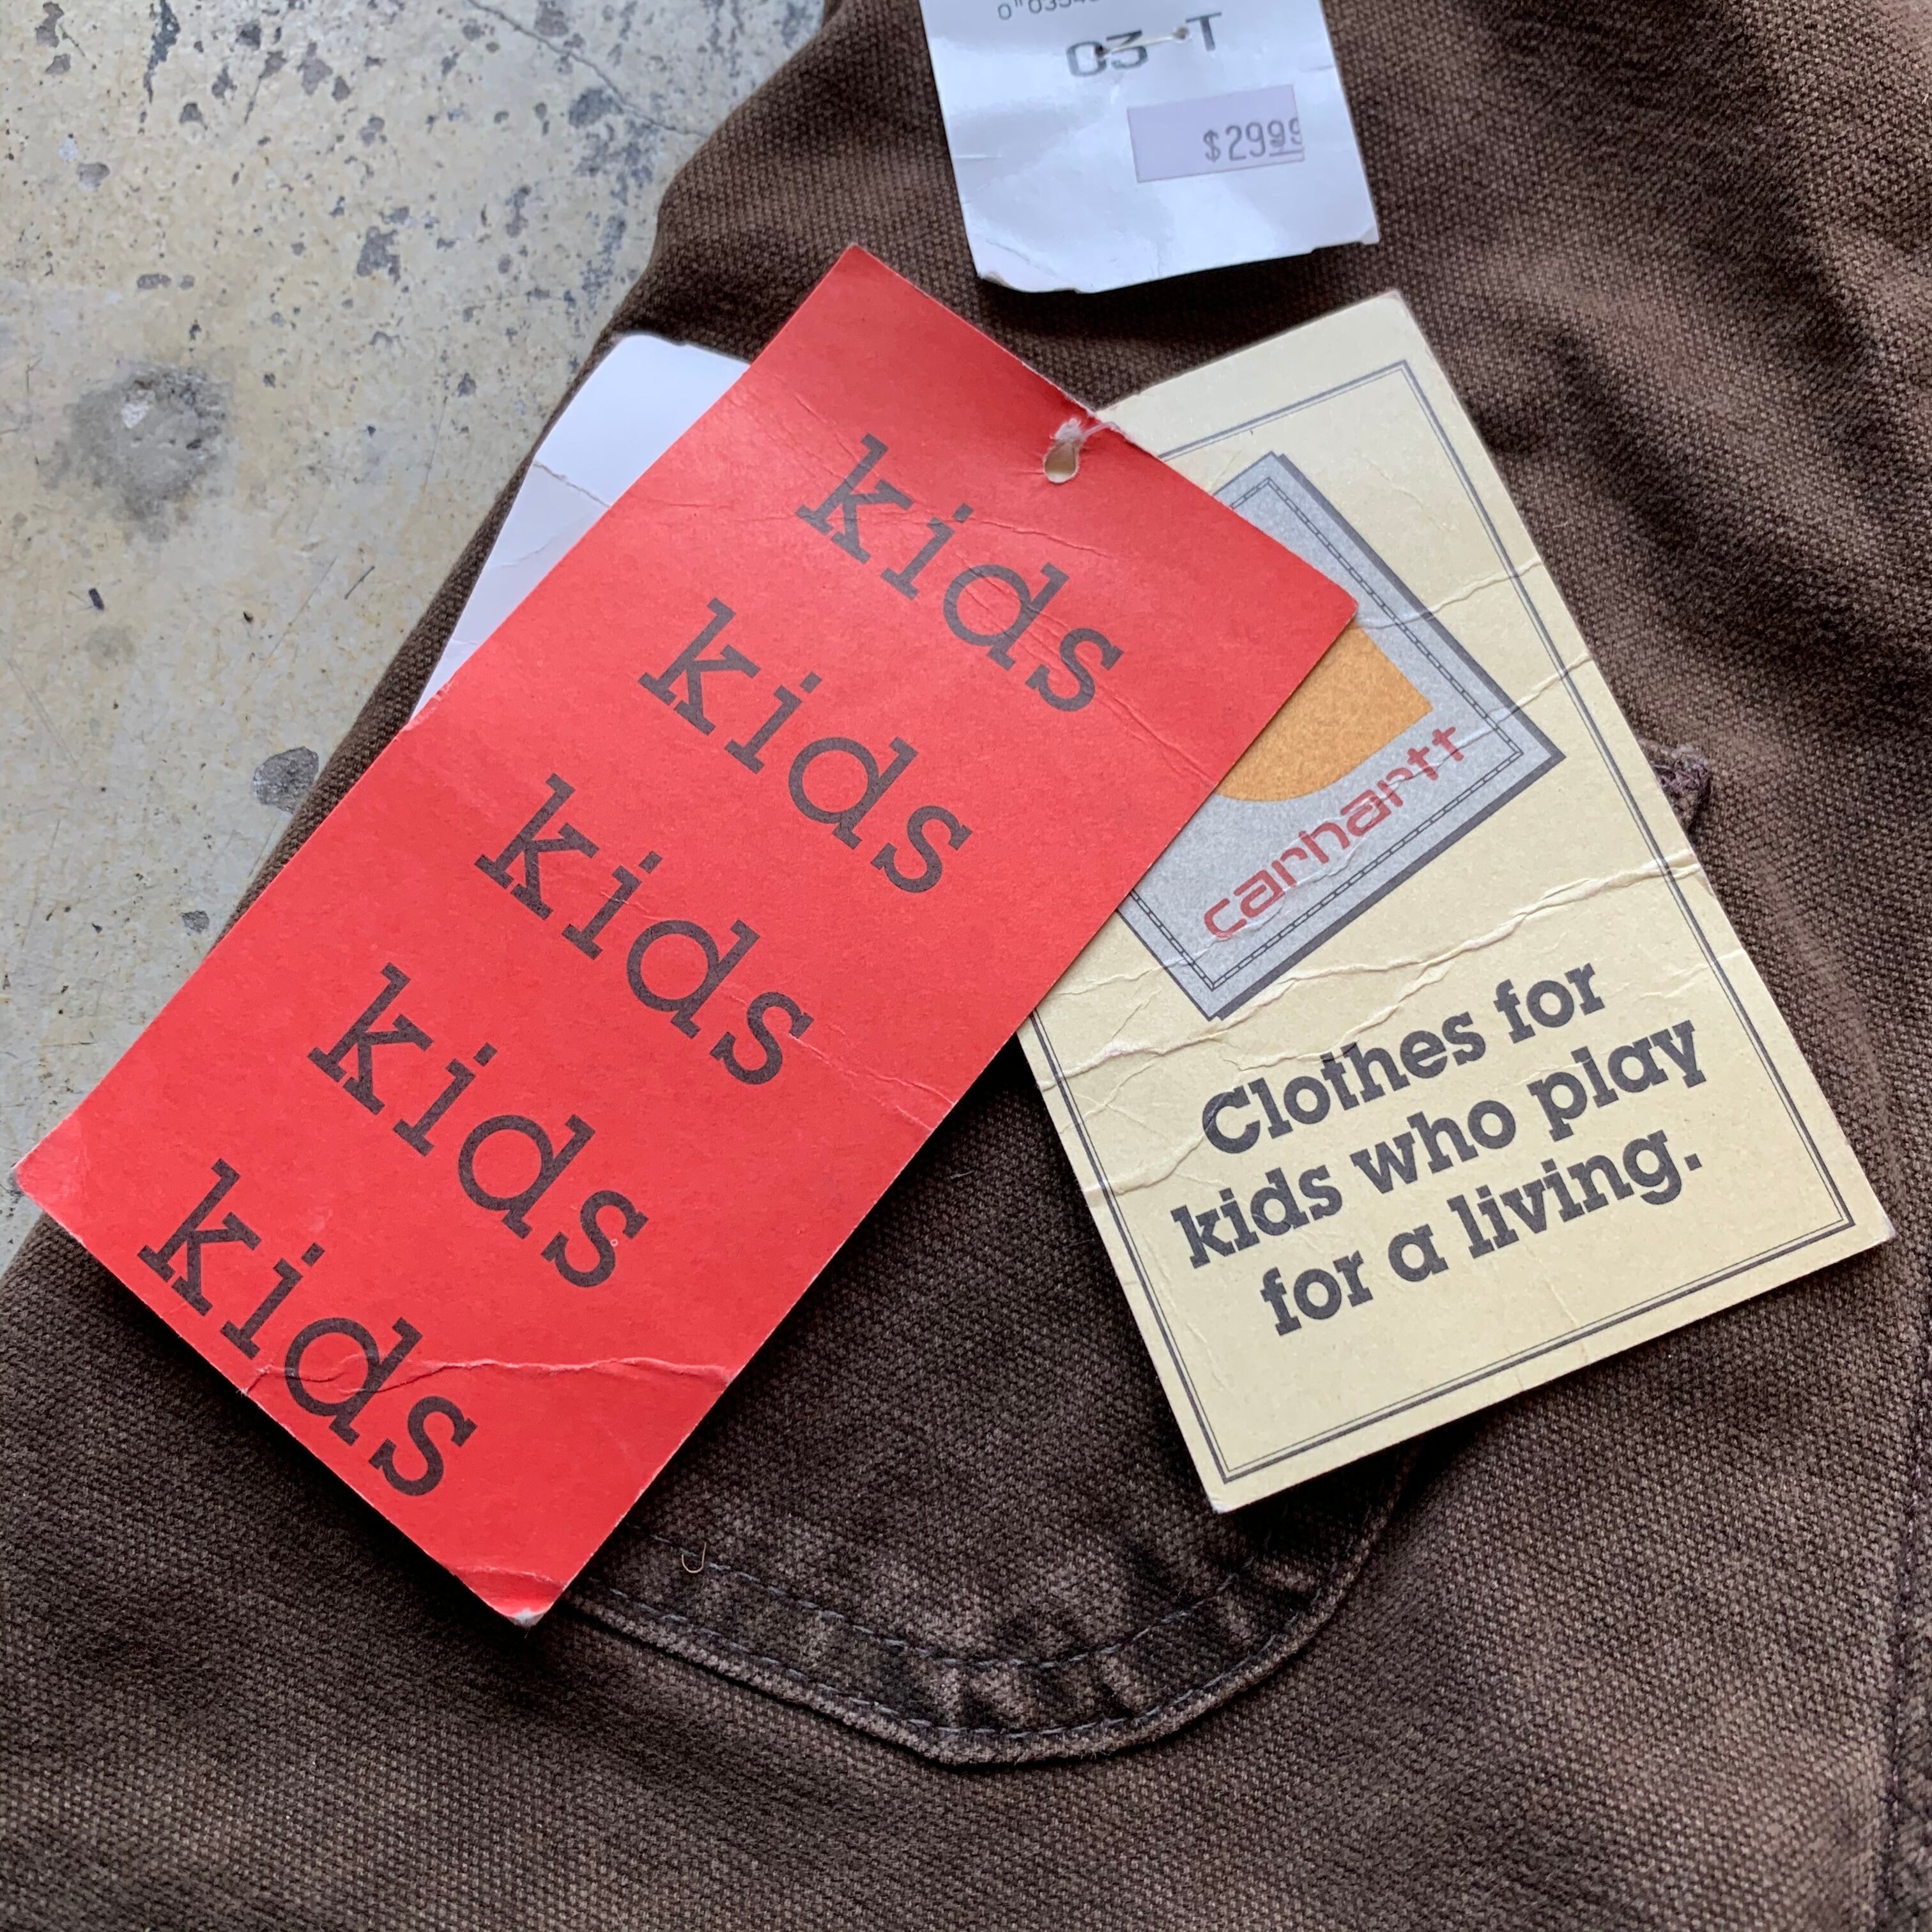 03 T
$29.99
kids
kids
kids
kids
kids
carhartt
Clothes for
kids who play
for a living.